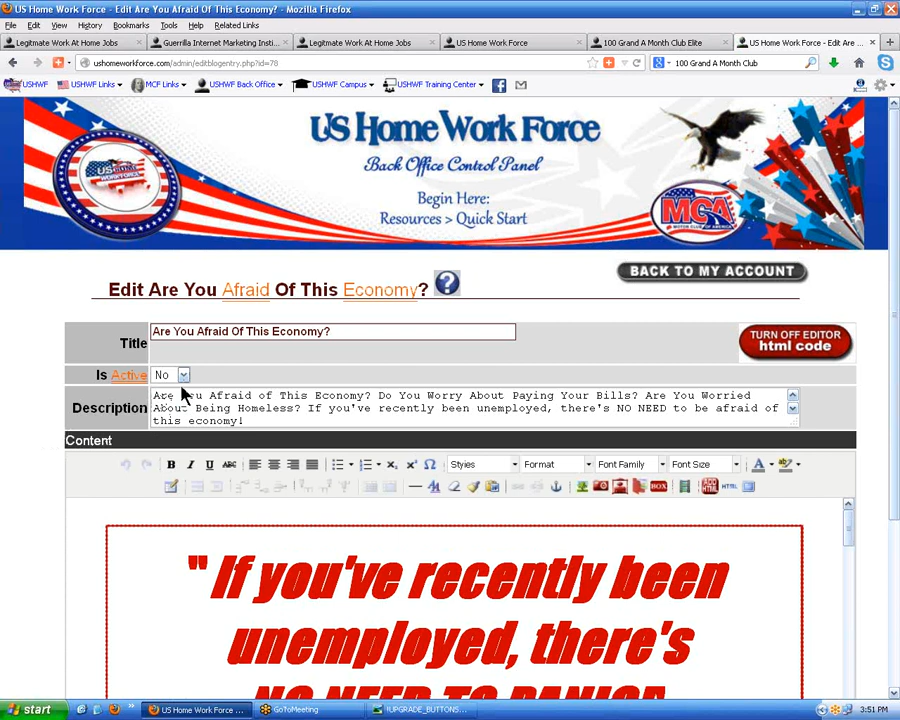 US Home Work Force - Edit Are You Afraid Of This Economy? - Mozilla Firefox
File Edit View History Bookmarks Tools Help Related Links
Legitmate Work At Home Jobs
Guerrilla Internet Marketing Insti...
Legitmate Work At Home Jobs
US Home Work Force
100 Grand A Month Club Elite
US Home Work Force - Edit Are ...
ushomeworkforce.com/admin/editblogentry.php?id=78
100 Grand A Month Club
USHWF USHWF Links MCF Links USHWF Back Office USHWF Campus USHWF Training Center
US Home Work Force
Back Office Control Panel
Begin Here:
Resources > Quick Start
MCA
BACK TO MY ACCOUNT
Edit Are You Afraid Of This Economy?
Title Are You Afraid Of This Economy?
TURN OFF EDITOR
html code
Is Active No
Description
Are You Afraid of This Economy? Do You Worry About Paying Your Bills? Are You Worried
About Being Homeless? If you've recently been unemployed, there's NO NEED to be afraid of
this economy!
Content
B I U ABC Styles Format Font Family Font Size
HTML
"If you've recently been
unemployed, there's
NO NEED TO PANIC
start
US Home Work Force ...
GoToMeeting
!UPGRADE_BUTTONS...
3:51 PM